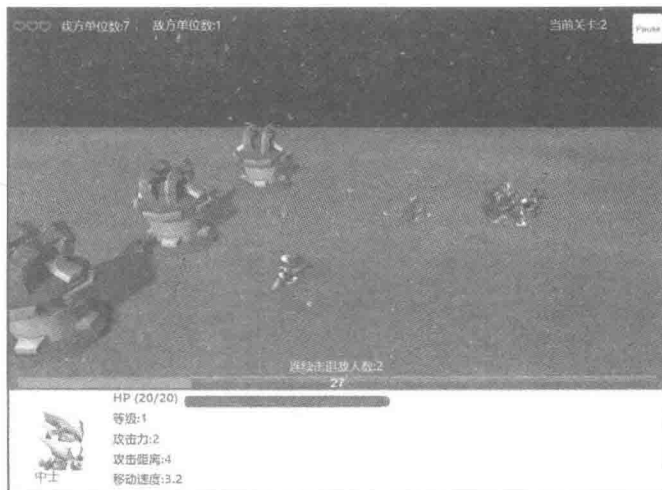 我方单位数:7 敌方单位数:1 当前关卡:2 Pause
连续击退敌人数:2
27
HP (20/20)
等级:1
攻击力:2
攻击距离:4
移动速度:3.2
中士